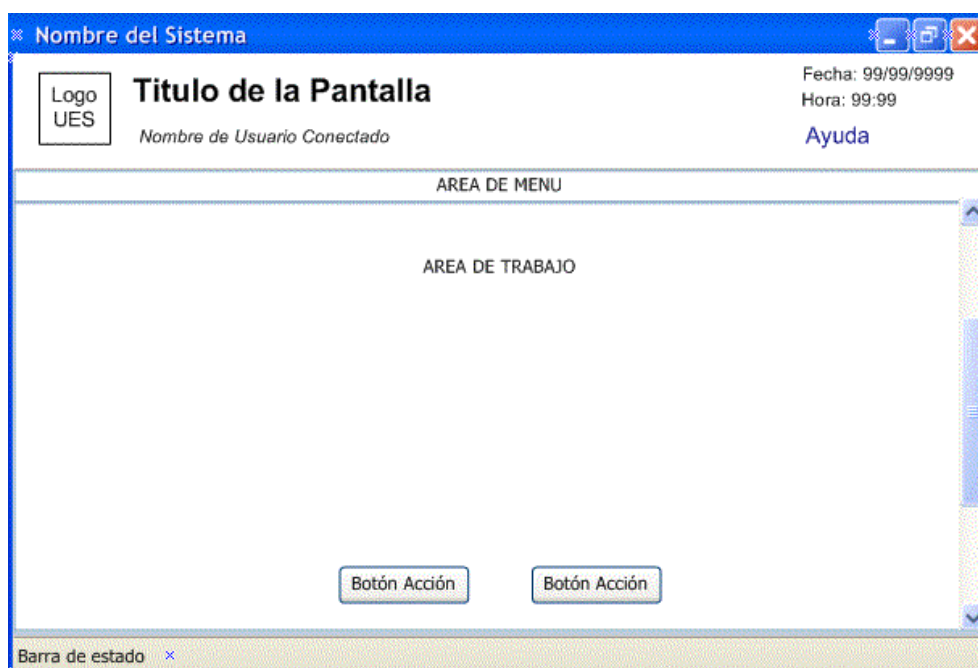 Nombre del Sistema
Fecha: 99/99/9999
Logo
UES
Titulo de la Pantalla
Hora: 99:99
Nombre de Usuario Conectado
Ayuda
AREA DE MENU
AREA DE TRABAJO
Botón Acción
Botón Acción
Barra de estado